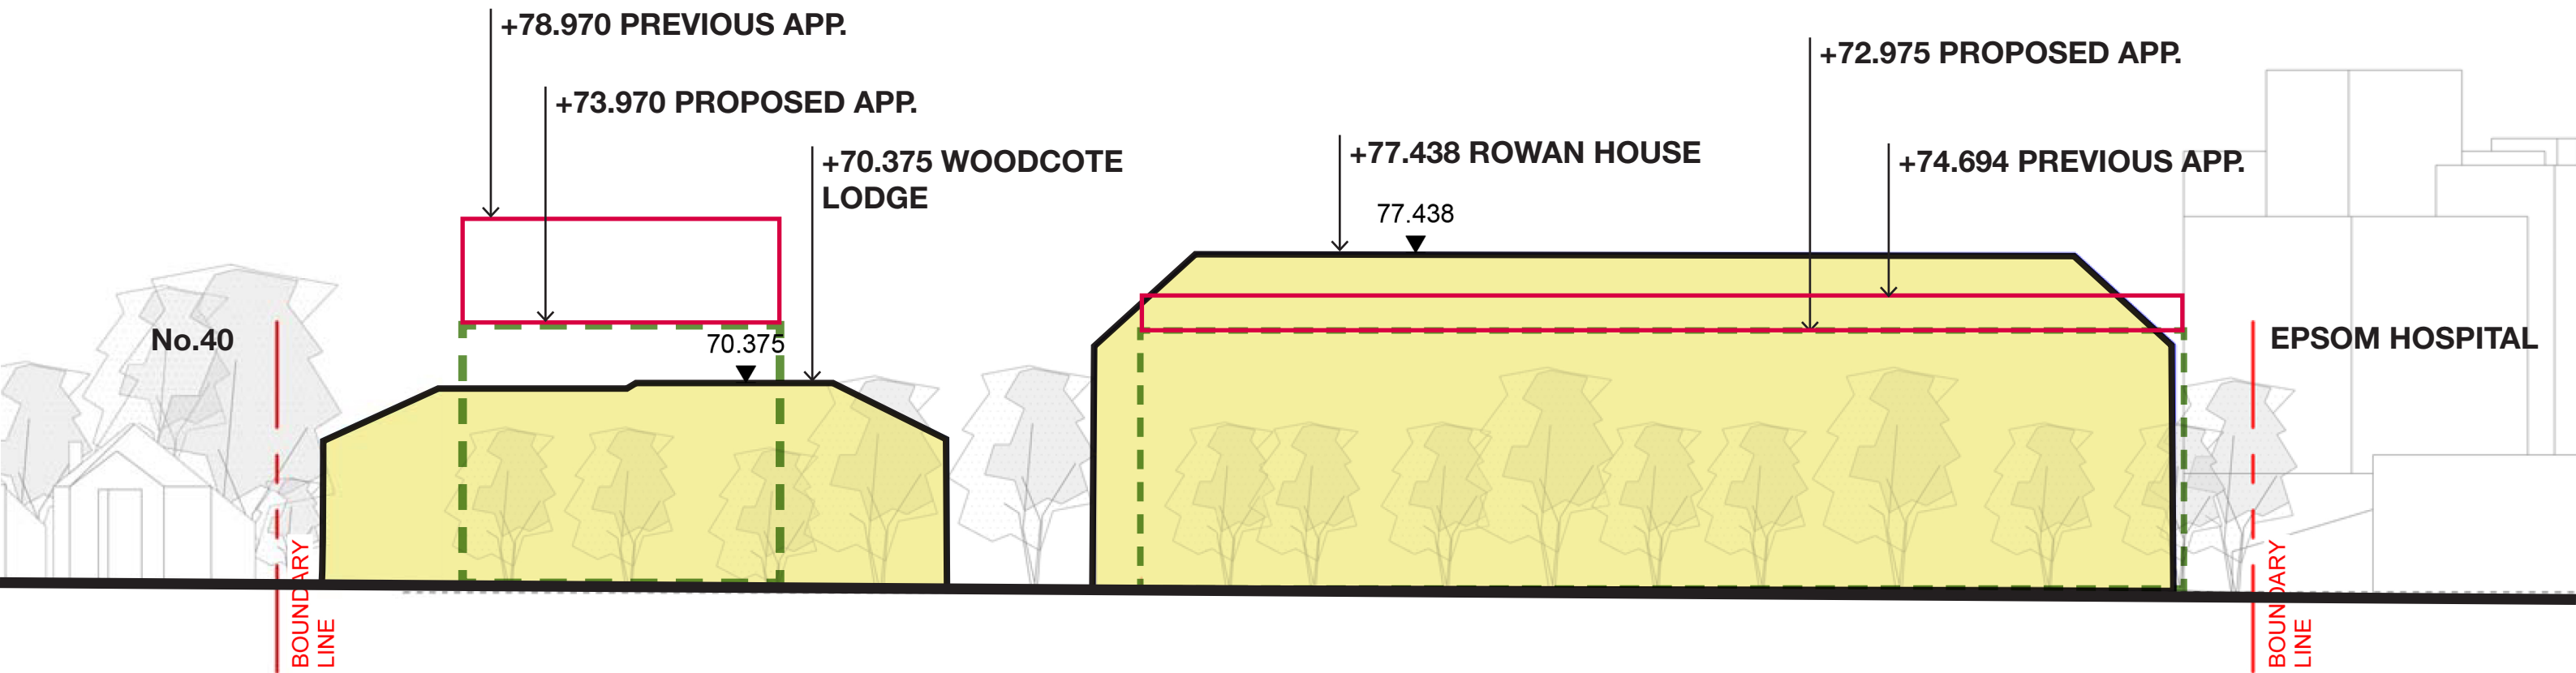 +78.970 PREVIOUS APP.
+73.970 PROPOSED APP.
+70.375 WOODCOTE
LODGE
+77.438 ROWAN HOUSE
77.438
+72.975 PROPOSED APP.
+74.694 PREVIOUS APP.
No.40
70.375
EPSOM HOSPITAL
BOUNDARY
LINE
BOUNDARY
LINE